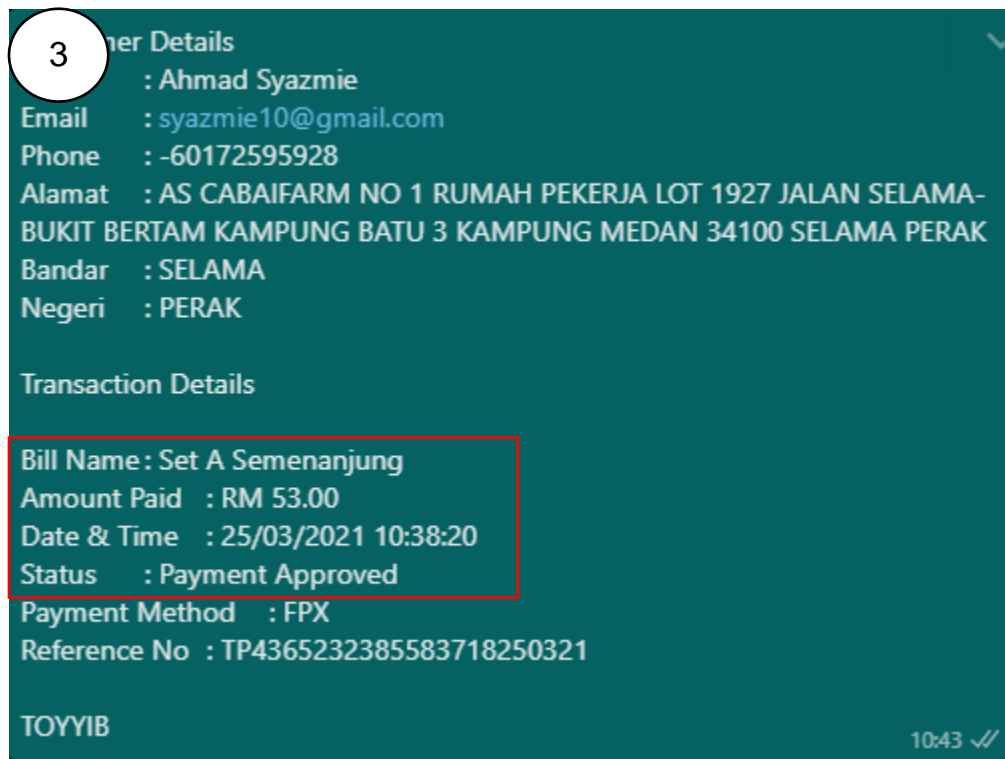 3
ner Details
: Ahmad Syazmie
Email : syazmie10@gmail.com
Phone : -60172595928
Alamat : AS CABAIFARM NO 1 RUMAH PEKERJA LOT 1927 JALAN SELAMA-
BUKIT BERTAM KAMPUNG BATU 3 KAMPUNG MEDAN 34100 SELAMA PERAK
Bandar : SELAMA
Negeri : PERAK
Transaction Details
Bill Name : Set A Semenanjung
Amount Paid : RM 53.00
Date & Time : 25/03/2021 10:38:20
Status : Payment Approved
Payment Method : FPX
Reference No : TP4365232385583718250321
TOYYIB
10:43